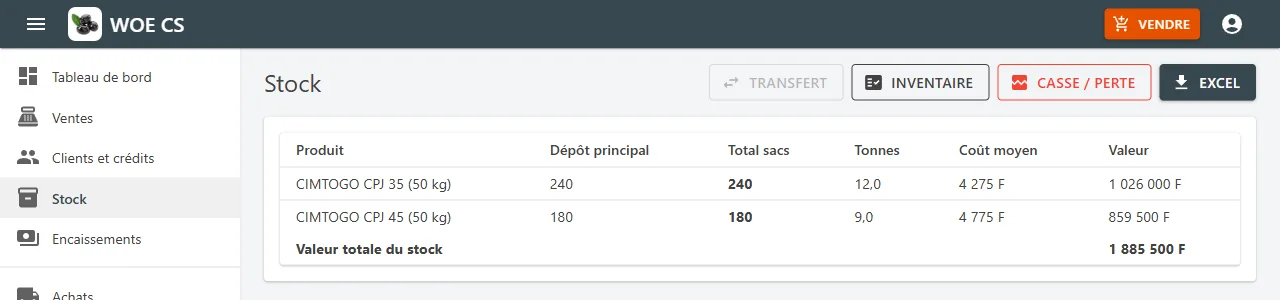 WOE CS
VENDRE
Tableau de bord
Ventes
Clients et crédits
Stock
Encaissements
Achats
Stock
TRANSFERT
INVENTAIRE
CASSE / PERTE
EXCEL
Produit Dépôt principal Total sacs Tonnes Coût moyen Valeur
CIMTOGO CPJ 35 (50 kg) 240 240 12,0 4 275 F 1 026 000 F
CIMTOGO CPJ 45 (50 kg) 180 180 9,0 4 775 F 859 500 F
Valeur totale du stock 1 885 500 F